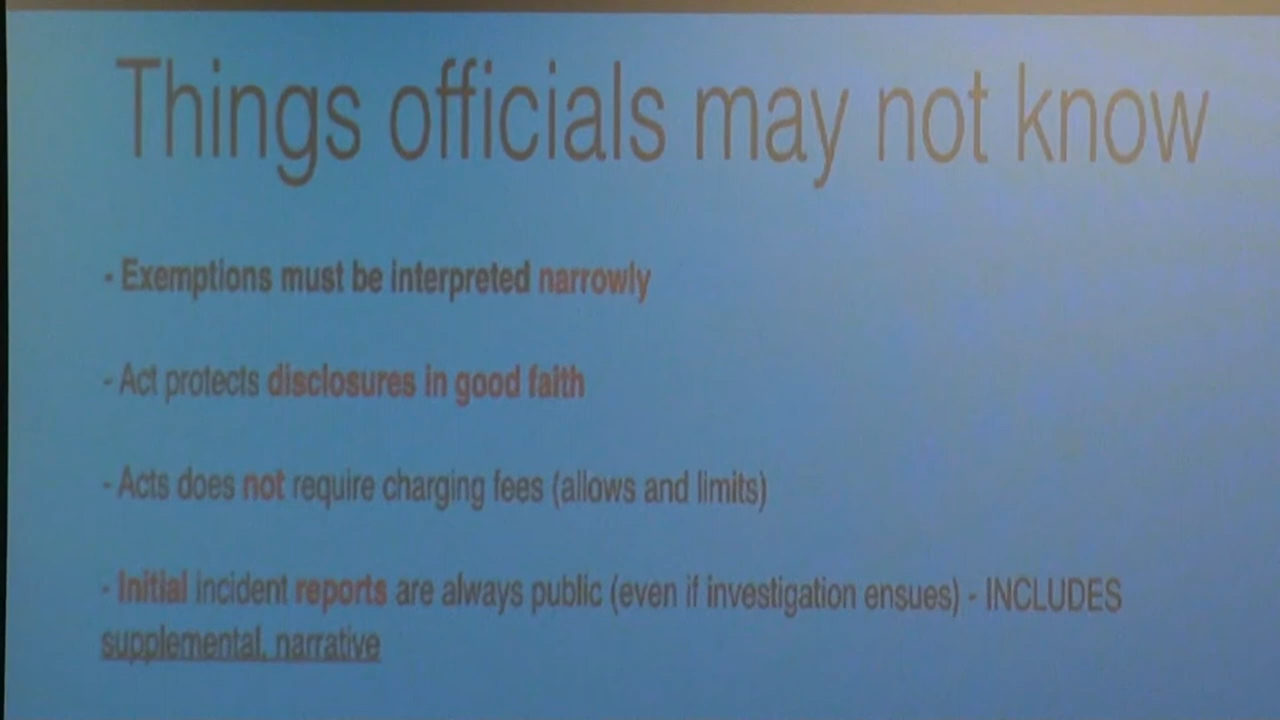 Things officials may not know
- Exemptions must be interpreted narrowly
- Act protects disclosures in good faith
- Acts does not require charging fees (allows and limits)
- Initial incident reports are always public (even if investigation ensues) - INCLUDES
supplemental, narrative